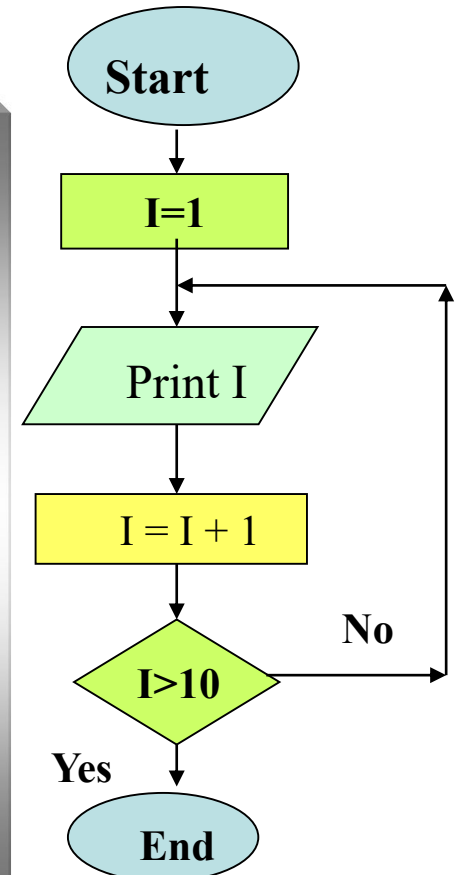 Start
I=1
Print I
I = I + 1
No
I>10
Yes
End